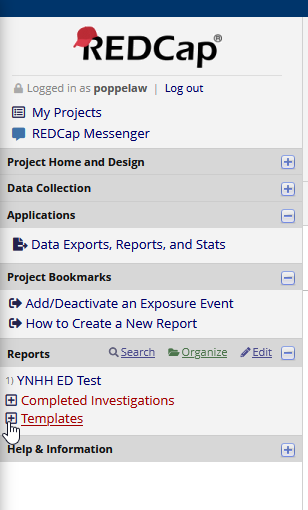 REDCap®
Logged in as poppelaw | Log out
My Projects
REDCap Messenger
Project Home and Design
Data Collection
Applications
Data Exports, Reports, and Stats
Project Bookmarks
Add/Deactivate an Exposure Event
How to Create a New Report
Reports Search Organize Edit
1) YNHH ED Test
Completed Investigations
Templates
Help & Information